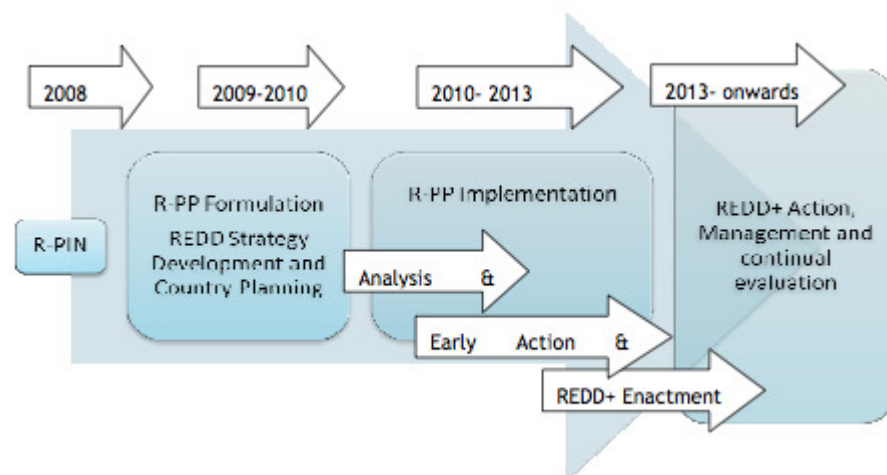 2008
2009-2010
2010- 2013
2013- onwards
R-PIN
R-PP Formulation
REDD Strategy
Development and
Country Planning
R-PP Implementation
Analysis &
Early Action &
REDD+ Enactment
REDD+ Action,
Management and
continual
evaluation